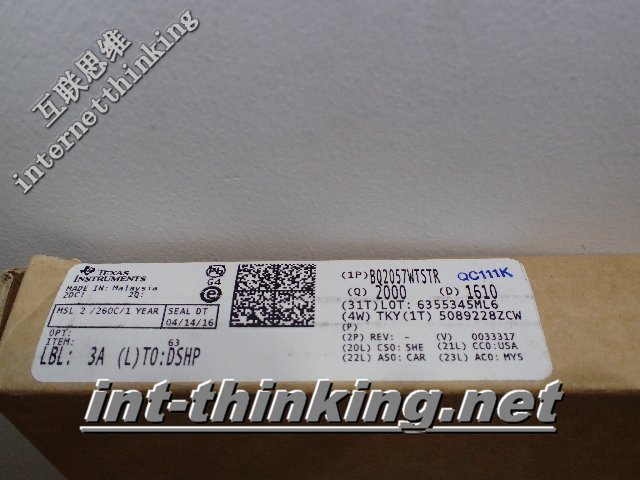 互联思维
internetthinking
TEXAS
INSTRUMENTS
MADE IN: Malaysia
2DC: 2Q:
MSL 2 /260C/1 YEAR
SEAL DT
04/14/16
OPT:
ITEM: 63
LBL: 3A (L)TO:DSHP
Pb
G4
e
(1P) BQ2057WTSTR QC111K
(Q) 2000 (D) 1610
(31T)LOT: 6355345ML6
(4W) TKY(1T) 5089228ZCW
(P)
(2P) REV: - (V) 0033317
(20L) CSO: SHE (21L) CCO:USA
(22L) ASO: CAR (23L) ACO: MYS
int-thinking.net